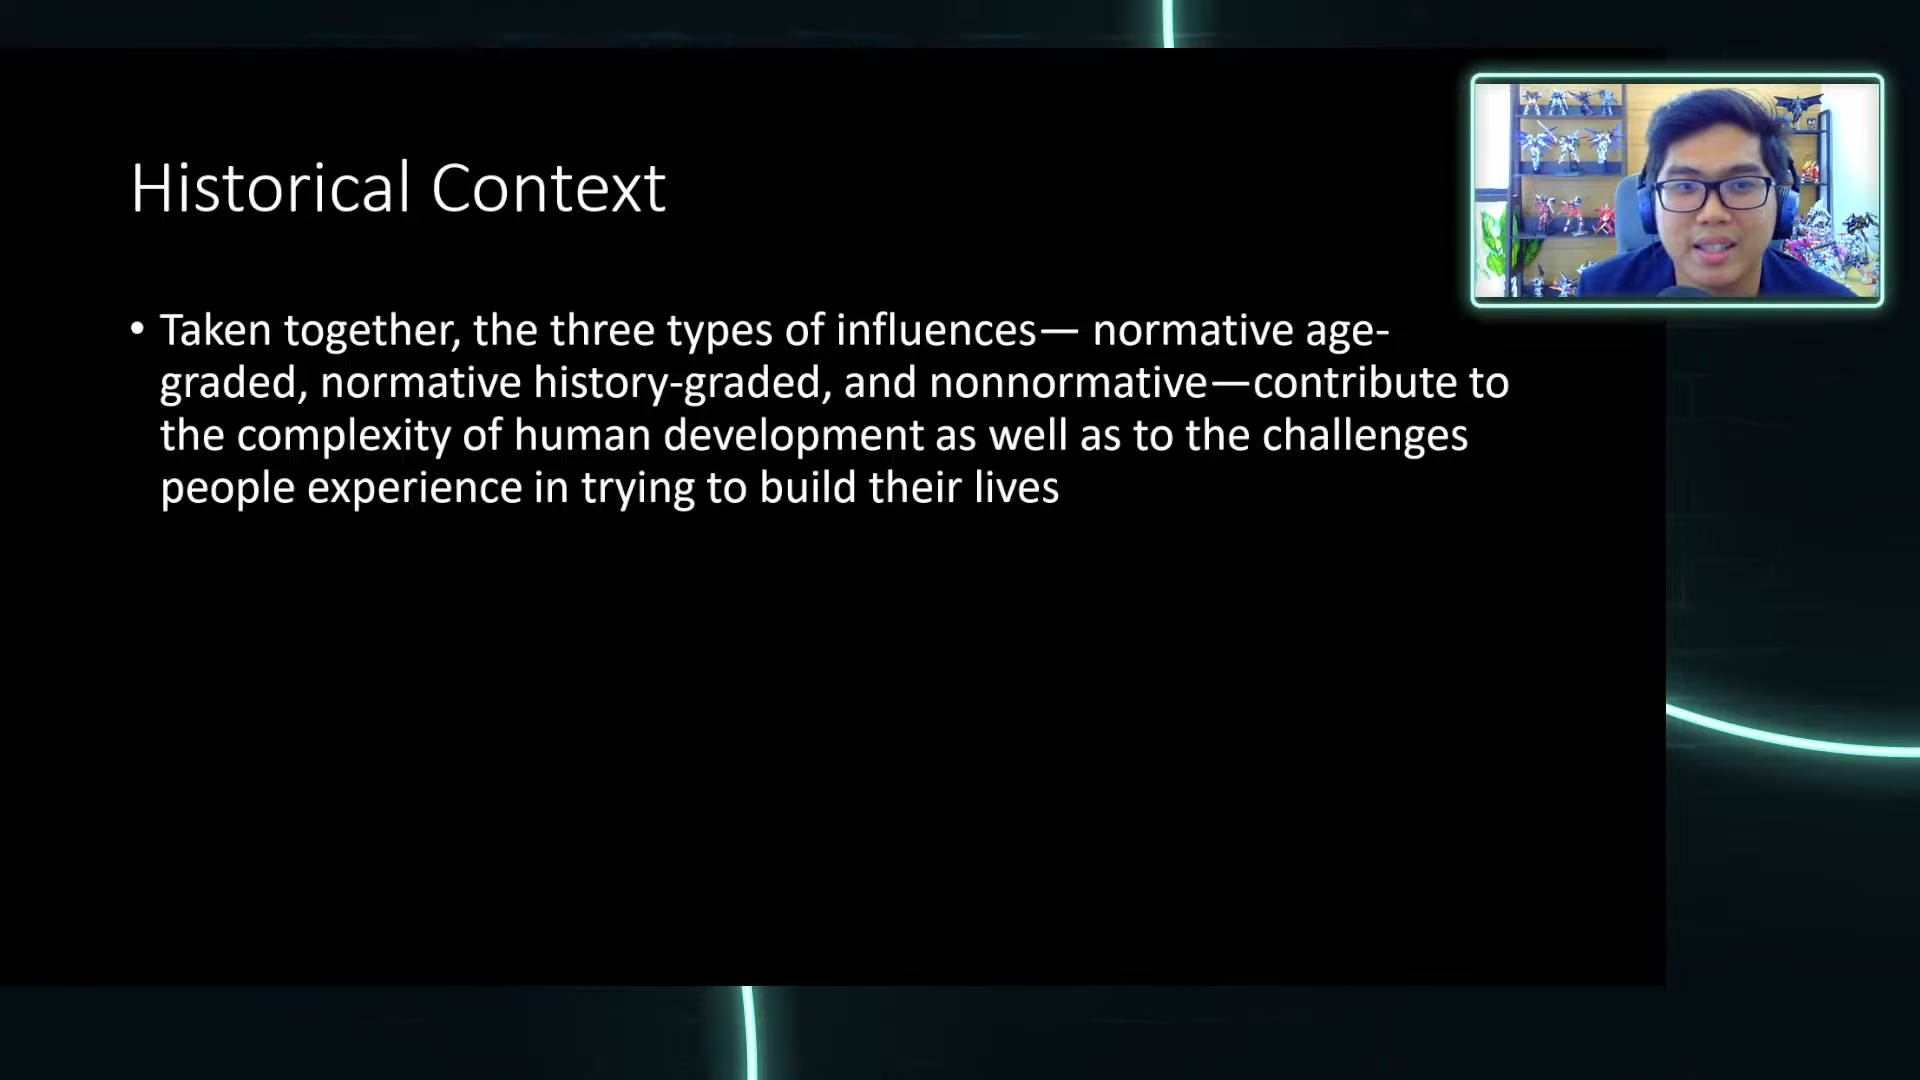 Historical Context
• Taken together, the three types of influences— normative age-
graded, normative history-graded, and nonnormative—contribute to
the complexity of human development as well as to the challenges
people experience in trying to build their lives